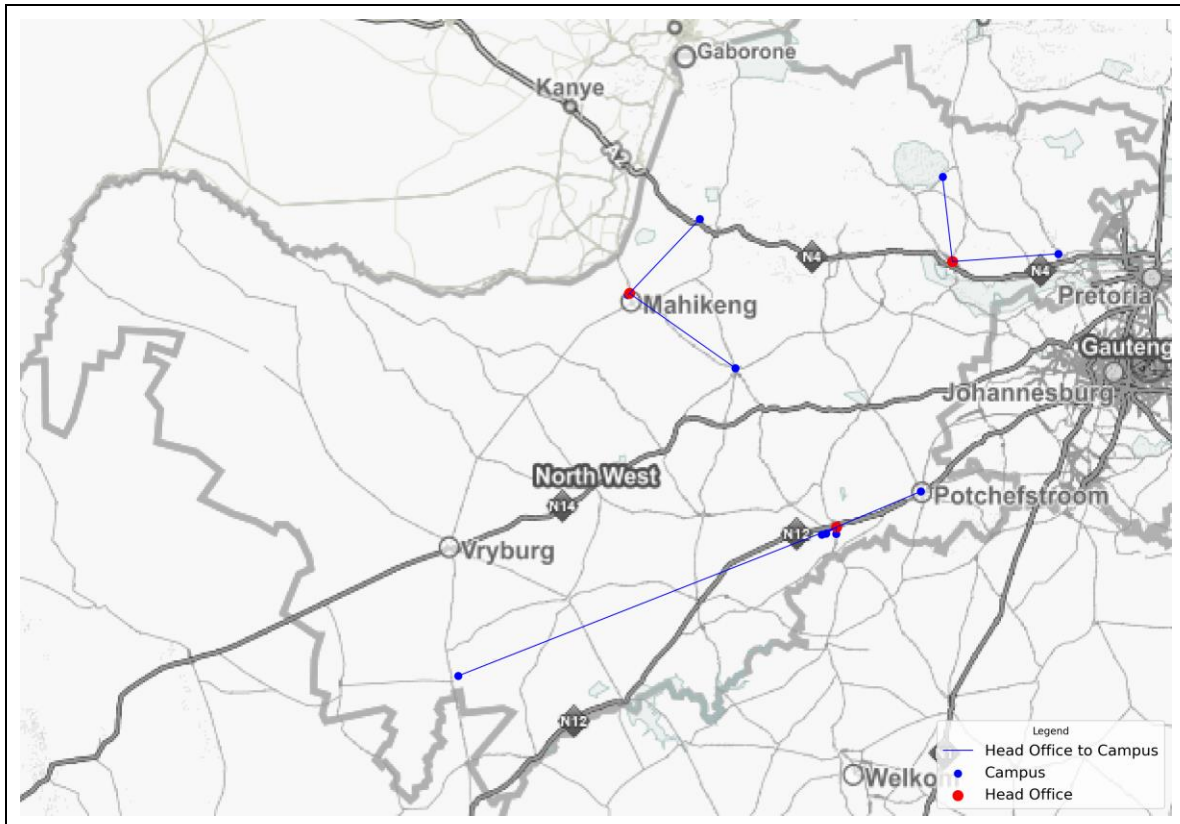 Gaborone
Kanye
A2
N4
N4
Mahikeng
Pretoria
Gauteng
Johannesburg
North West
N14
Potchefstroom
N12
Vryburg
N12
Welkom
Legend
Head Office to Campus
Campus
Head Office